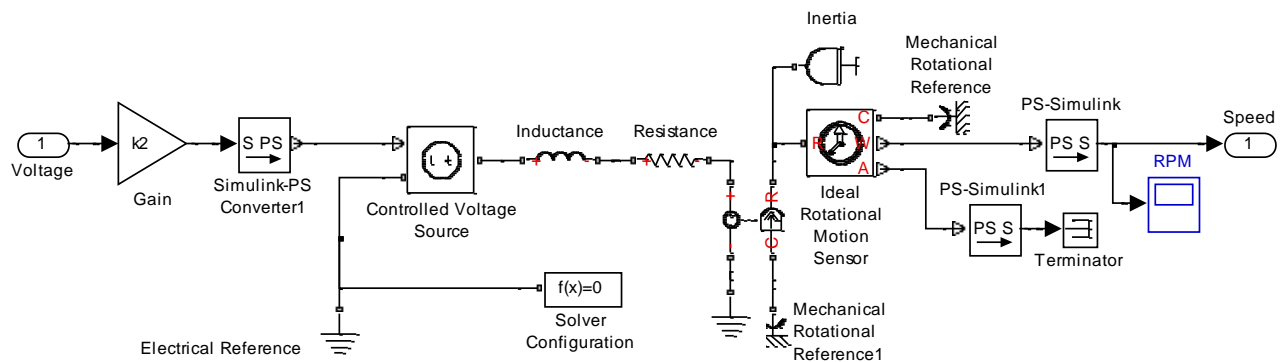 1
Voltage
k2
Gain
S PS
Simulink-PS
Converter1
Controlled Voltage
Source
+
-
Inductance
+
-
Resistance
f(x)=0
Solver
Configuration
Electrical Reference
+
-
R
C
Mechanical
Rotational
Reference1
Inertia
R
C
W
A
Ideal
Rotational
Motion
Sensor
Mechanical
Rotational
Reference
PS-Simulink
PS S
PS-Simulink1
PS S
Terminator
RPM
Speed
1